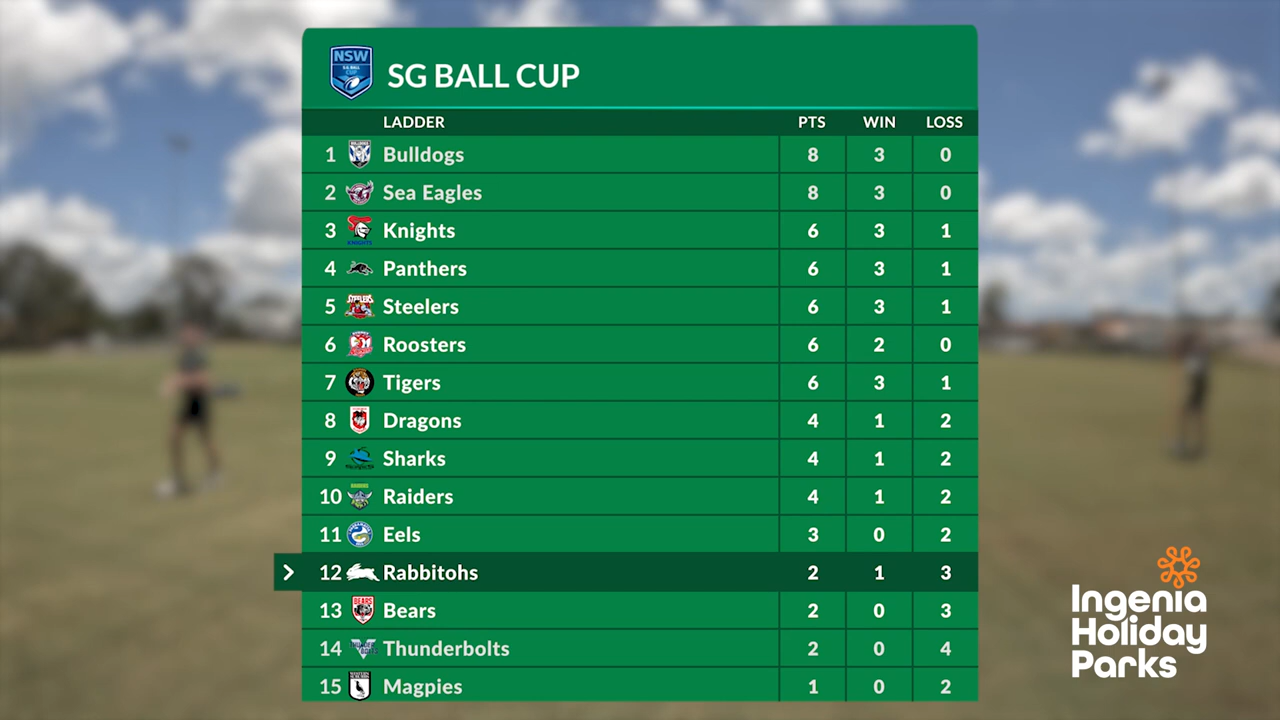 NSW
SG BALL
CUP
SG BALL CUP
LADDER PTS WIN LOSS
1 Bulldogs 8 3 0
2 Sea Eagles 8 3 0
3 Knights 6 3 1
4 Panthers 6 3 1
5 Steelers 6 3 1
6 Roosters 6 2 0
7 Tigers 6 3 1
8 Dragons 4 1 2
9 Sharks 4 1 2
10 Raiders 4 1 2
11 Eels 3 0 2
12 Rabbitohs 2 1 3
13 Bears 2 0 3
14 Thunderbolts 2 0 4
15 Magpies 1 0 2
Ingenia
Holiday
Parks